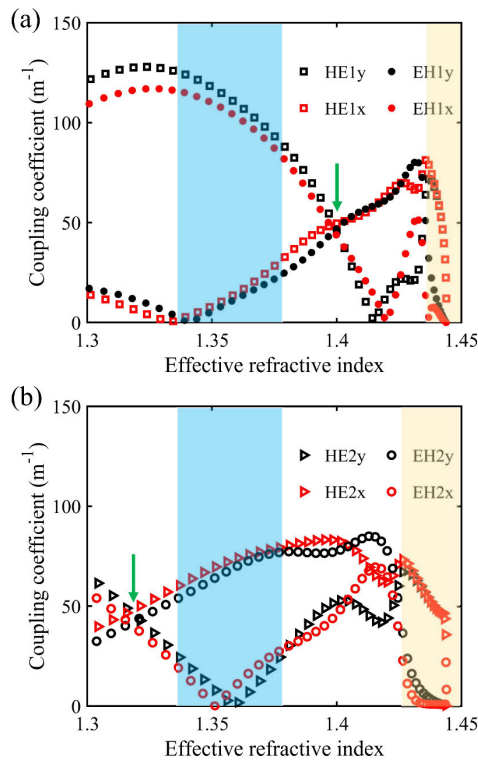 (a)
150
100
50
0
Coupling coefficient (m⁻¹)
HE1y
EH1y
HE1x
EH1x
1.3
1.35
1.4
1.45
Effective refractive index
(b)
150
100
50
0
Coupling coefficient (m⁻¹)
HE2y
EH2y
HE2x
EH2x
1.3
1.35
1.4
1.45
Effective refractive index